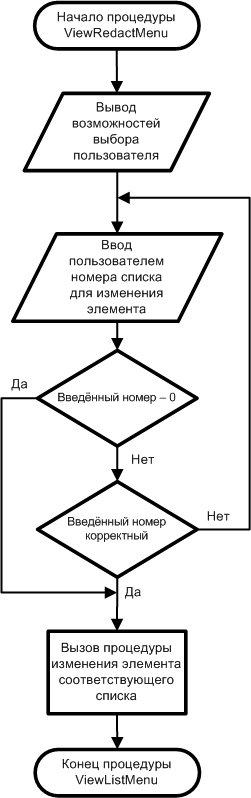 Начало процедуры
ViewRedactMenu
Вывод
возможностей
выбора
пользователя
Ввод
пользователем
номера списка
для изменения
элемента
Да
Введённый номер – 0
Нет
Введённый номер
корректный
Нет
Да
Вызов процедуры
изменения элемента
соответствующего
списка
Конец процедуры
ViewListMenu